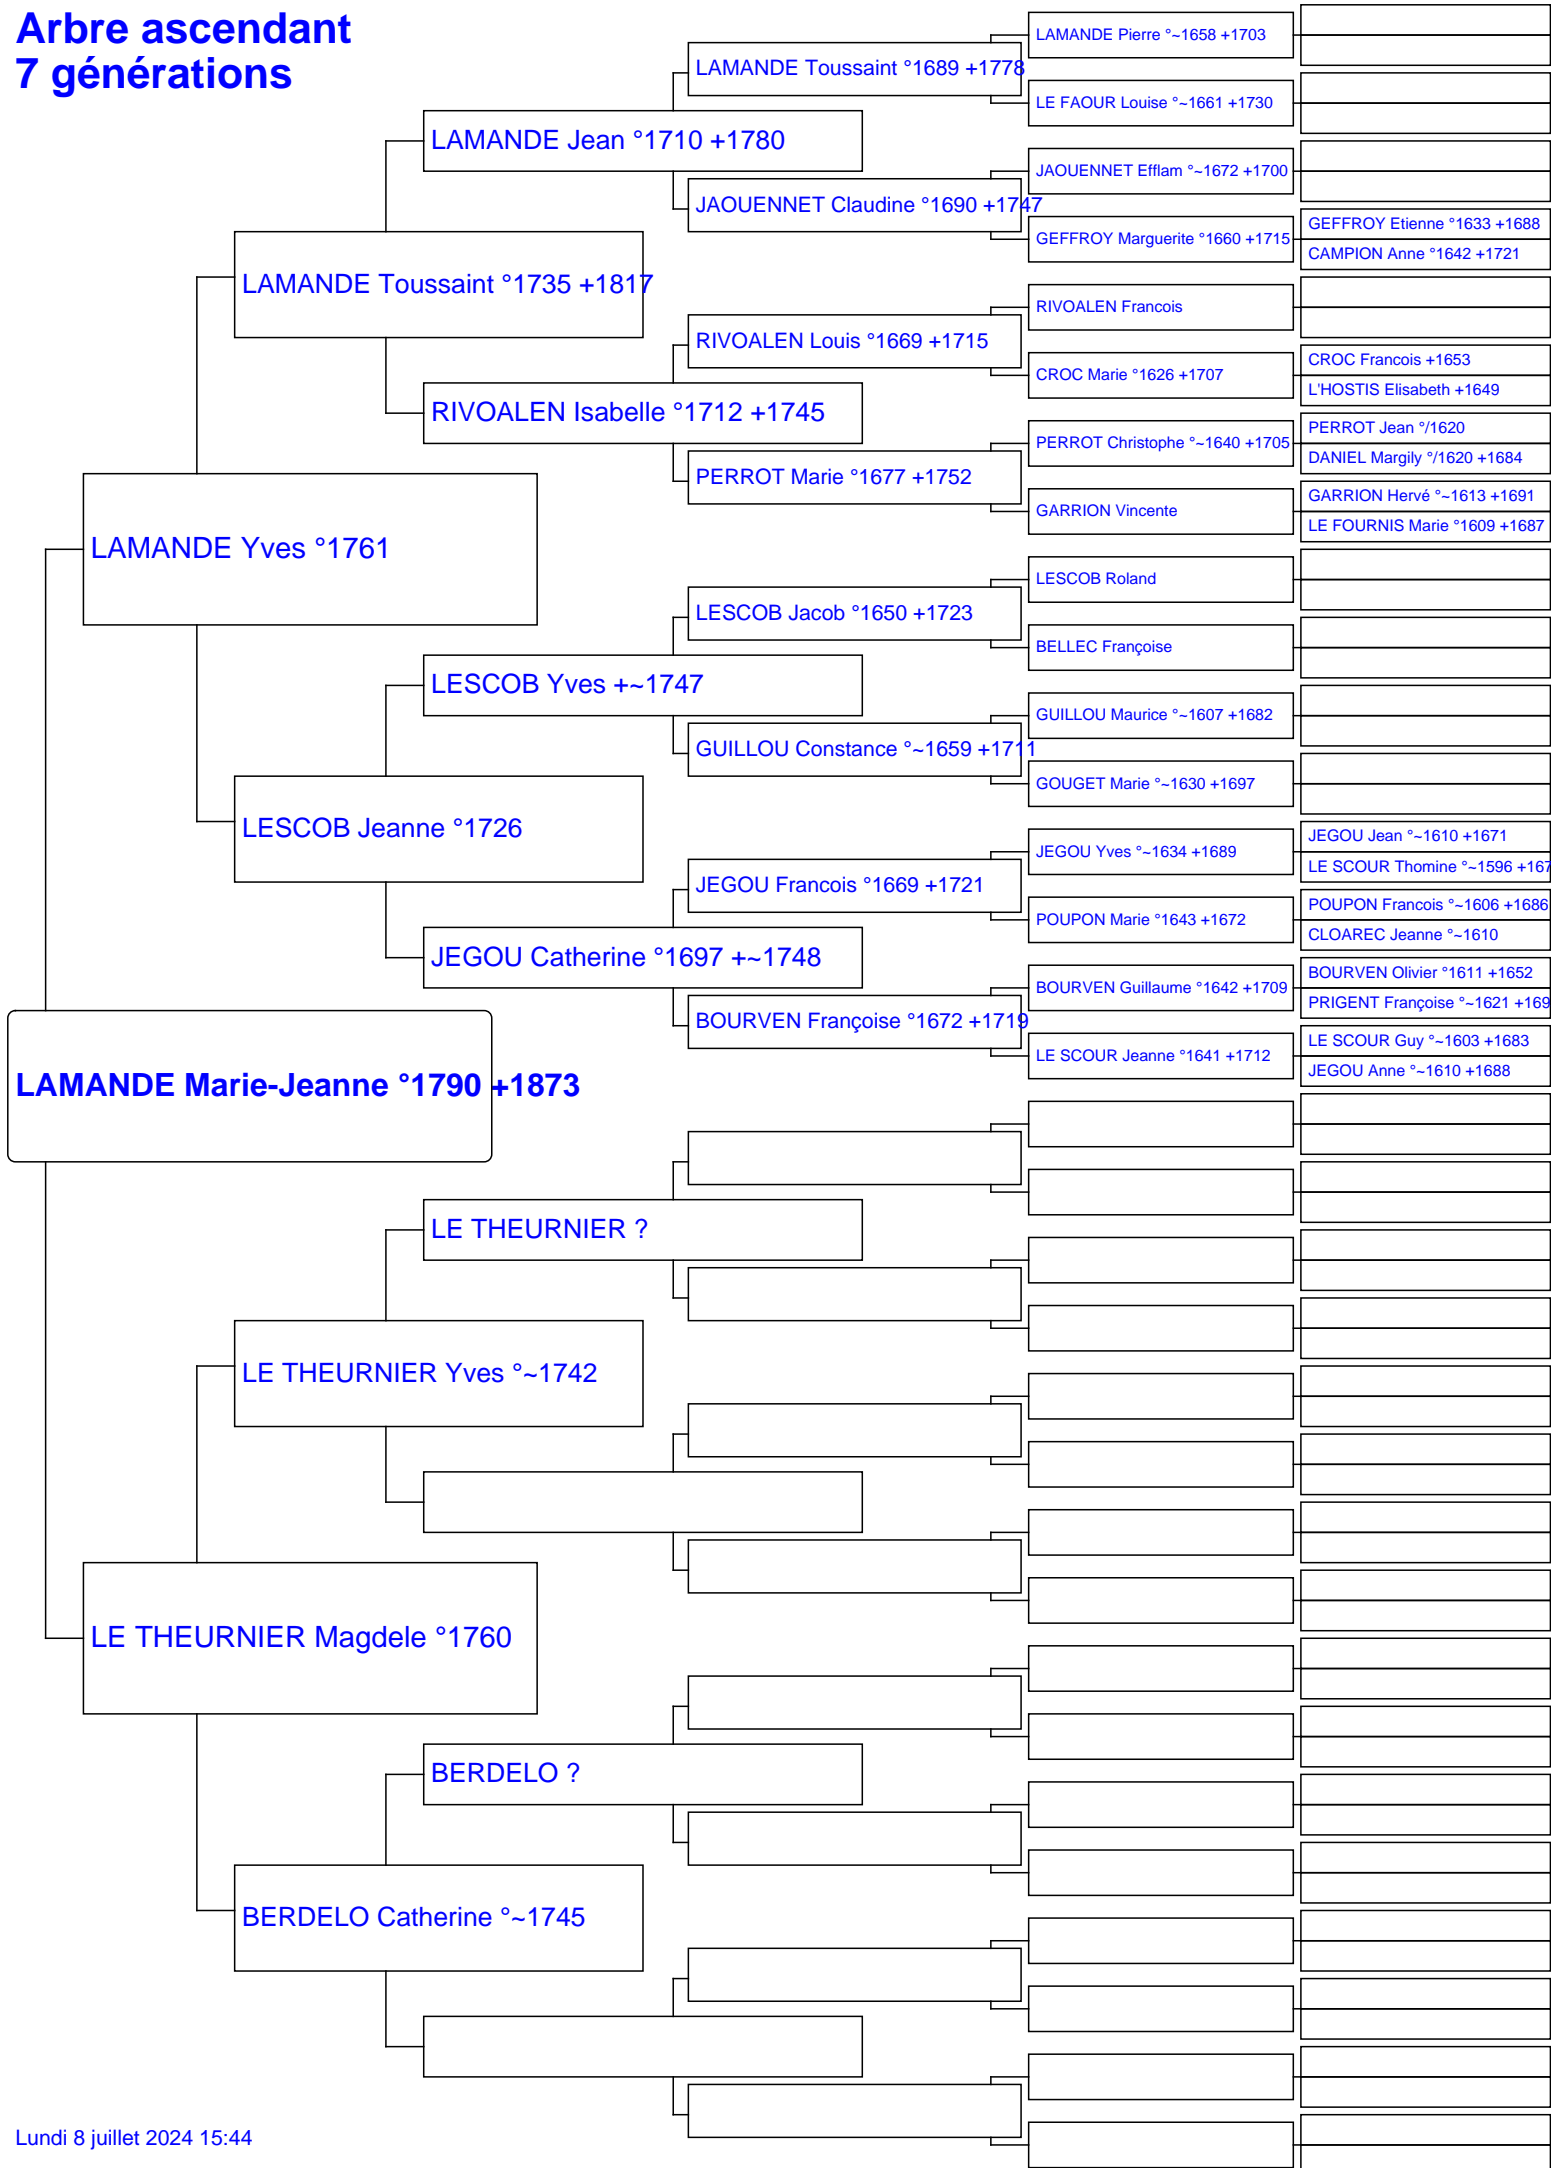 Arbre ascendant
7 générations
LAMANDE Marie-Jeanne °1790 +1873
LAMANDE Yves °1761
LE THEURNIER Magdele °1760
LAMANDE Toussaint °1735 +1817
LESCOB Jeanne °1726
LE THEURNIER Yves °~1742
BERDELO Catherine °~1745
LAMANDE Jean °1710 +1780
RIVOALEN Isabelle °1712 +1745
LESCOB Yves +~1747
JEGOU Catherine °1697 +~1748
LE THEURNIER ?
BERDELO ?
LAMANDE Toussaint °1689 +1778
JAOUENNET Claudine °1690 +1747
RIVOALEN Louis °1669 +1715
PERROT Marie °1677 +1752
LESCOB Jacob °1650 +1723
GUILLOU Constance °~1659 +1711
JEGOU Francois °1669 +1721
BOURVEN Françoise °1672 +1719
LAMANDE Pierre °~1658 +1703
LE FAOUR Louise °~1661 +1730
JAOUENNET Efflam °~1672 +1700
GEFFROY Marguerite °1660 +1715
RIVOALEN Francois
CROC Marie °1626 +1707
PERROT Christophe °~1640 +1705
GARRION Vincente
LESCOB Roland
BELLEC Françoise
GUILLOU Maurice °~1607 +1682
GOUGET Marie °~1630 +1697
JEGOU Yves °~1634 +1689
POUPON Marie °1643 +1672
BOURVEN Guillaume °1642 +1709
LE SCOUR Jeanne °1641 +1712
GEFFROY Etienne °1633 +1688
CAMPION Anne °1642 +1721
CROC Francois +1653
L'HOSTIS Elisabeth +1649
PERROT Jean °/1620
DANIEL Margily °/1620 +1684
GARRION Hervé °~1613 +1691
LE FOURNIS Marie °1609 +1687
JEGOU Jean °~1610 +1671
LE SCOUR Thomine °~1596 +167
POUPON Francois °~1606 +1686
CLOAREC Jeanne °~1610
BOURVEN Olivier °1611 +1652
PRIGENT Françoise °~1621 +169
LE SCOUR Guy °~1603 +1683
JEGOU Anne °~1610 +1688
Lundi 8 juillet 2024 15:44